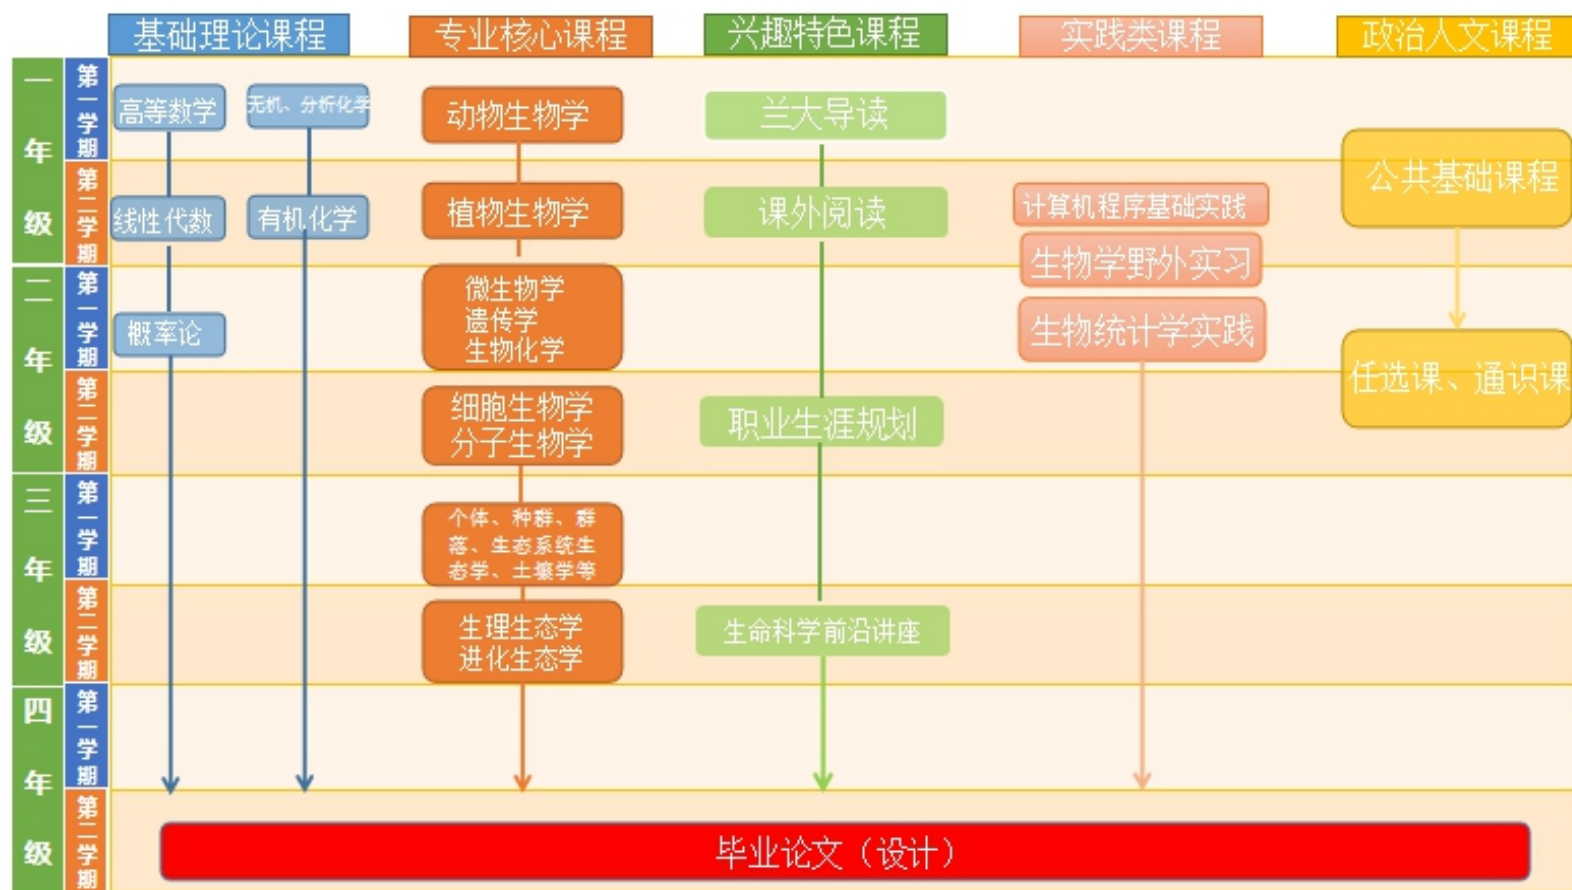 基础理论课程
专业核心课程
兴趣特色课程
实践类课程
政治人文课程
一年级
第一学期
高等数学
无机、分析化学
动物生物学
兰大导读
公共基础课程
第二学期
线性代数
有机化学
植物生物学
课外阅读
计算机程序基础实践
生物学野外实习
二年级
第一学期
概率论
微生物学
遗传学
生物化学
生物统计学实践
任选课、通识课
第二学期
细胞生物学
分子生物学
职业生涯规划
三年级
第一学期
个体、种群、群
落、生态系统生
态学、土壤学等
第二学期
生理生态学
进化生态学
生命科学前沿讲座
四年级
第一学期
第二学期
毕业论文（设计）